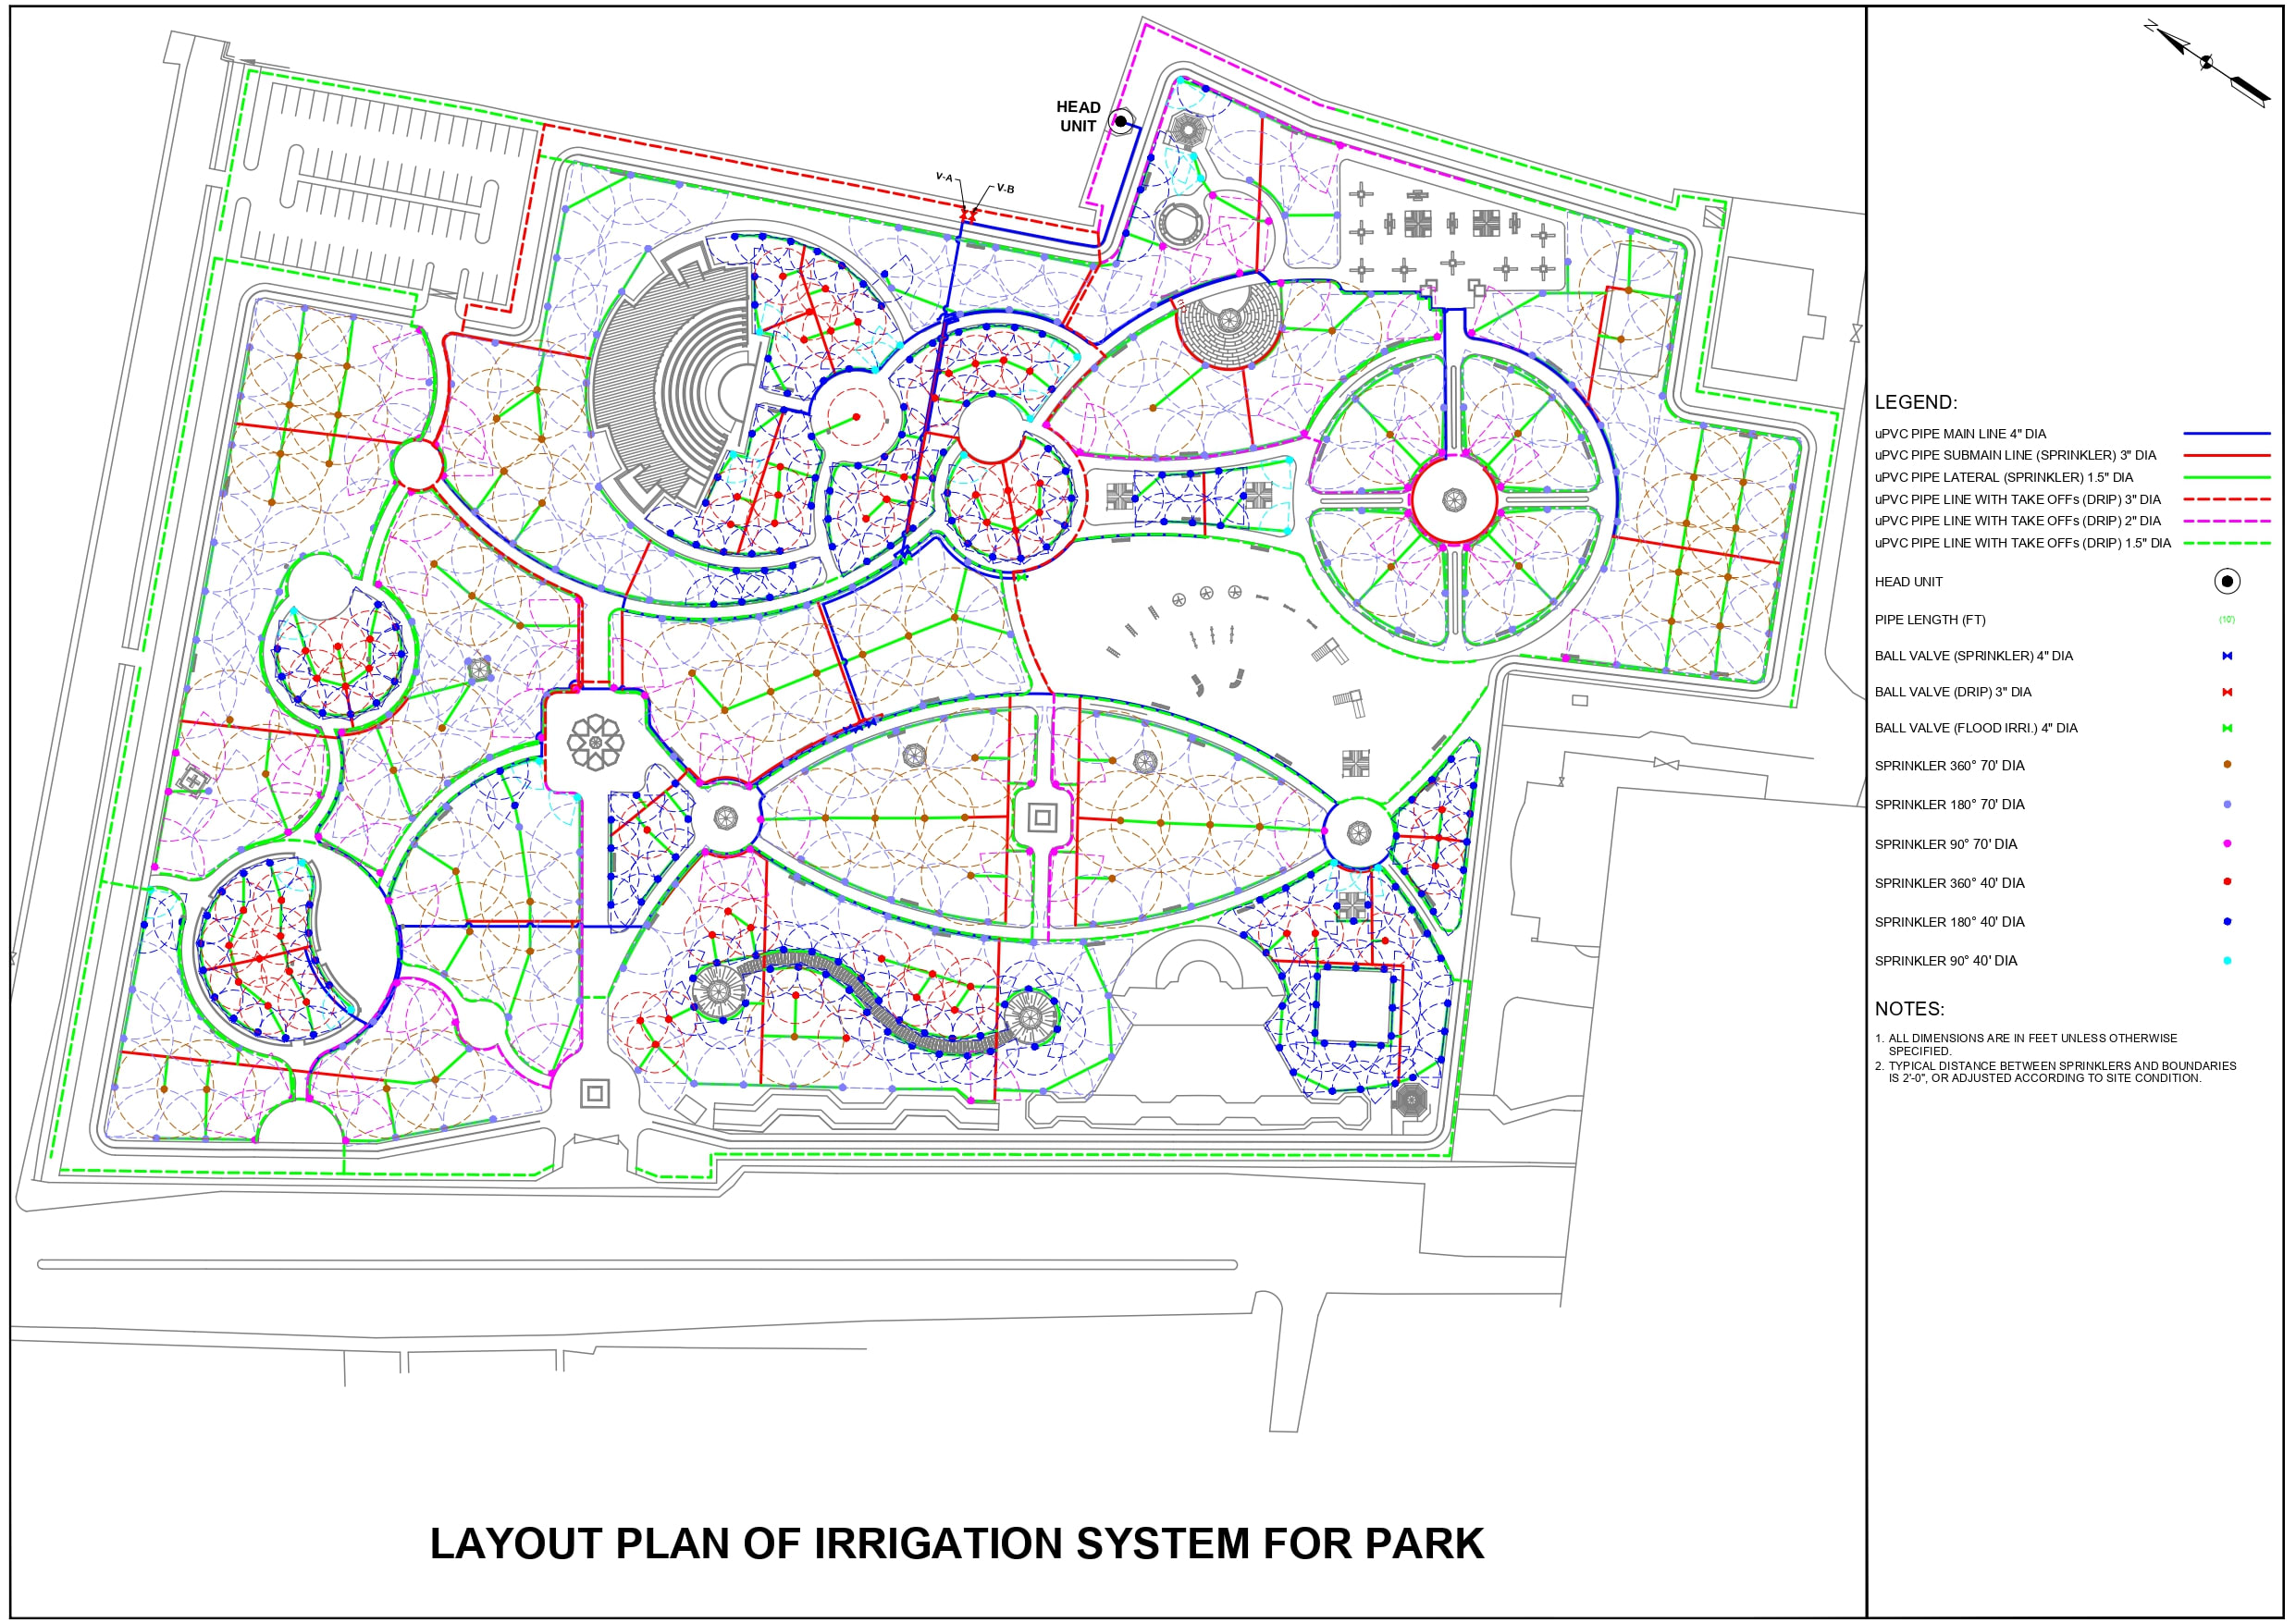 N
HEAD
UNIT
V-A
V-B
LEGEND:
uPVC PIPE MAIN LINE 4" DIA
uPVC PIPE SUBMAIN LINE (SPRINKLER) 3" DIA
uPVC PIPE LATERAL (SPRINKLER) 1.5" DIA
uPVC PIPE LINE WITH TAKE OFFs (DRIP) 3" DIA
uPVC PIPE LINE WITH TAKE OFFs (DRIP) 2" DIA
uPVC PIPE LINE WITH TAKE OFFs (DRIP) 1.5" DIA
HEAD UNIT
PIPE LENGTH (FT) (10')
BALL VALVE (SPRINKLER) 4" DIA
BALL VALVE (DRIP) 3" DIA
BALL VALVE (FLOOD IRRI.) 4" DIA
SPRINKLER 360° 70' DIA
SPRINKLER 180° 70' DIA
SPRINKLER 90° 70' DIA
SPRINKLER 360° 40' DIA
SPRINKLER 180° 40' DIA
SPRINKLER 90° 40' DIA
NOTES:
1. ALL DIMENSIONS ARE IN FEET UNLESS OTHERWISE
SPECIFIED.
2. TYPICAL DISTANCE BETWEEN SPRINKLERS AND BOUNDARIES
IS 2'-0", OR ADJUSTED ACCORDING TO SITE CONDITION.
LAYOUT PLAN OF IRRIGATION SYSTEM FOR PARK